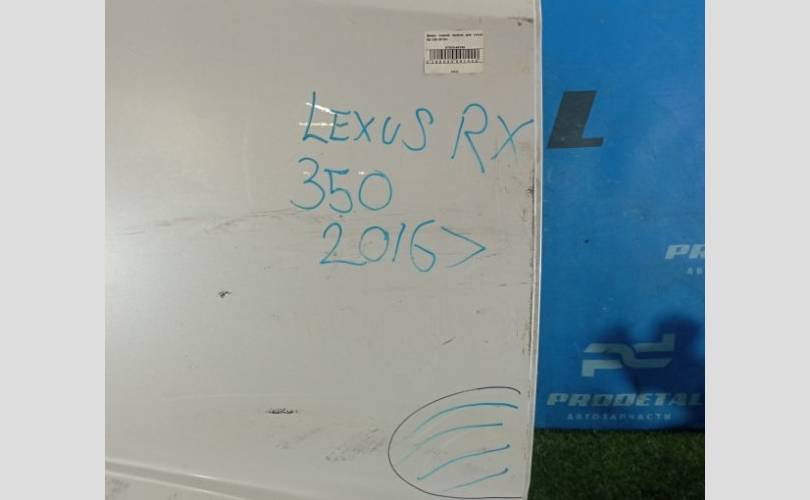 LEXUS RX
350
2016>
L
PRODETAL
АВТОЗАПЧАСТИ